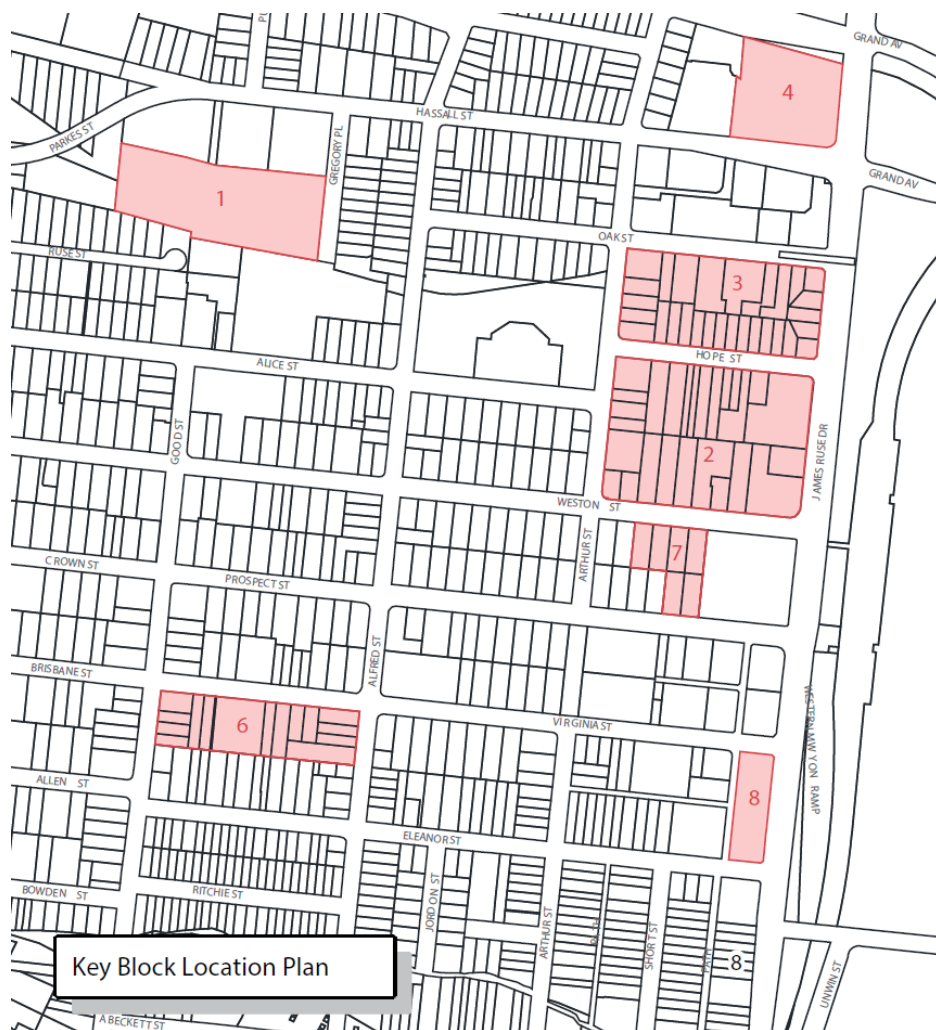 GRAND AV
4
HASSALL ST
PARKES ST
GREGORY PL
GRAND AV
1
OAK ST
RUSE ST
3
HOPE ST
ALICE ST
GOOD ST
2
JAMES RUSE DR
WESTON ST
ARTHUR ST
7
CROWN ST
PROSPECT ST
ALFRED ST
BRISBANE ST
6
VIRGINIA ST
WESTERN MWY ON RAMP
ALLEN ST
8
ELEANOR ST
BOWDEN ST
RITCHIE ST
JORDON ST
ARTHUR ST
SHORT ST
PATH
8
UNWIN ST
Key Block Location Plan
A BECKETT ST